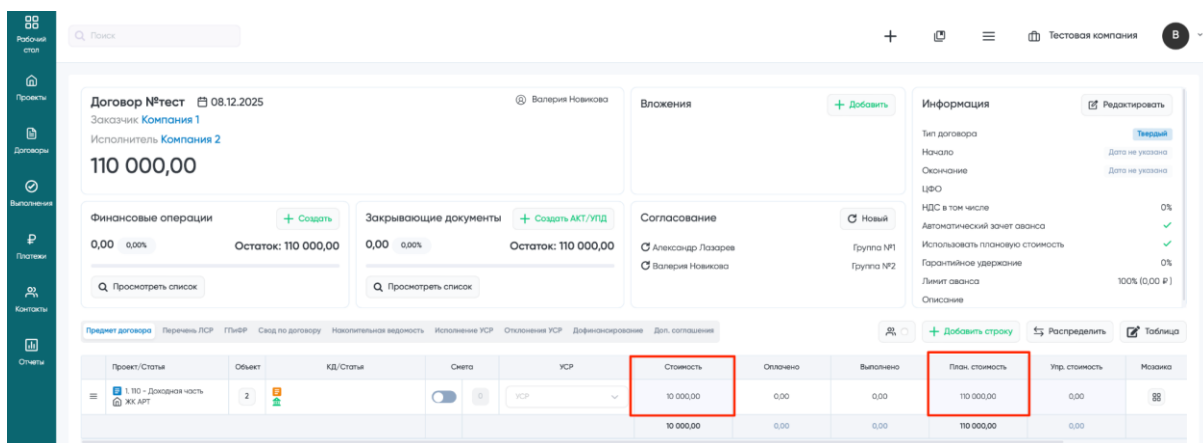 Рабочий стол
Проекты
Договоры
Выполнения
Платежи
Контакты
Отчеты
Поиск
Тестовая компания
В
Договор №тест 08.12.2025
Валерия Новикова
Заказчик Компания 1
Исполнитель Компания 2
110 000,00
Вложения
+ Добавить
Информация
Редактировать
Тип договора Твердый
Начало Дата не указана
Окончание Дата не указана
ЦФО
НДС в том числе 0%
Автоматический зачет аванса
Использовать плановую стоимость
Гарантийное удержание 0%
Лимит аванса 100% (0,00 ₽)
Описание
Финансовые операции
+ Создать
0,00 0,00% Остаток: 110 000,00
Просмотреть список
Закрывающие документы
+ Создать АКТ/УПД
0,00 0,00% Остаток: 110 000,00
Просмотреть список
Согласование
Новый
Александр Лазарев Группа №1
Валерия Новикова Группа №2
Предмет договора Перечень ЛСР ГПиФР Свод по договору Накопительная ведомость Исполнение УСР Отклонения УСР Дофинансирование Доп. соглашения
+ Добавить строку
Распределить
Таблица
Проект/Статья Объект КД/Статья Смета УСР Стоимость Оплачено Выполнено План. стоимость Упр. стоимость Мозаика
1. 110 - Доходная часть
ЖК АРТ
2 0 УСР 10 000,00 0,00 0,00 110 000,00 0,00
10 000,00 0,00 0,00 110 000,00 0,00